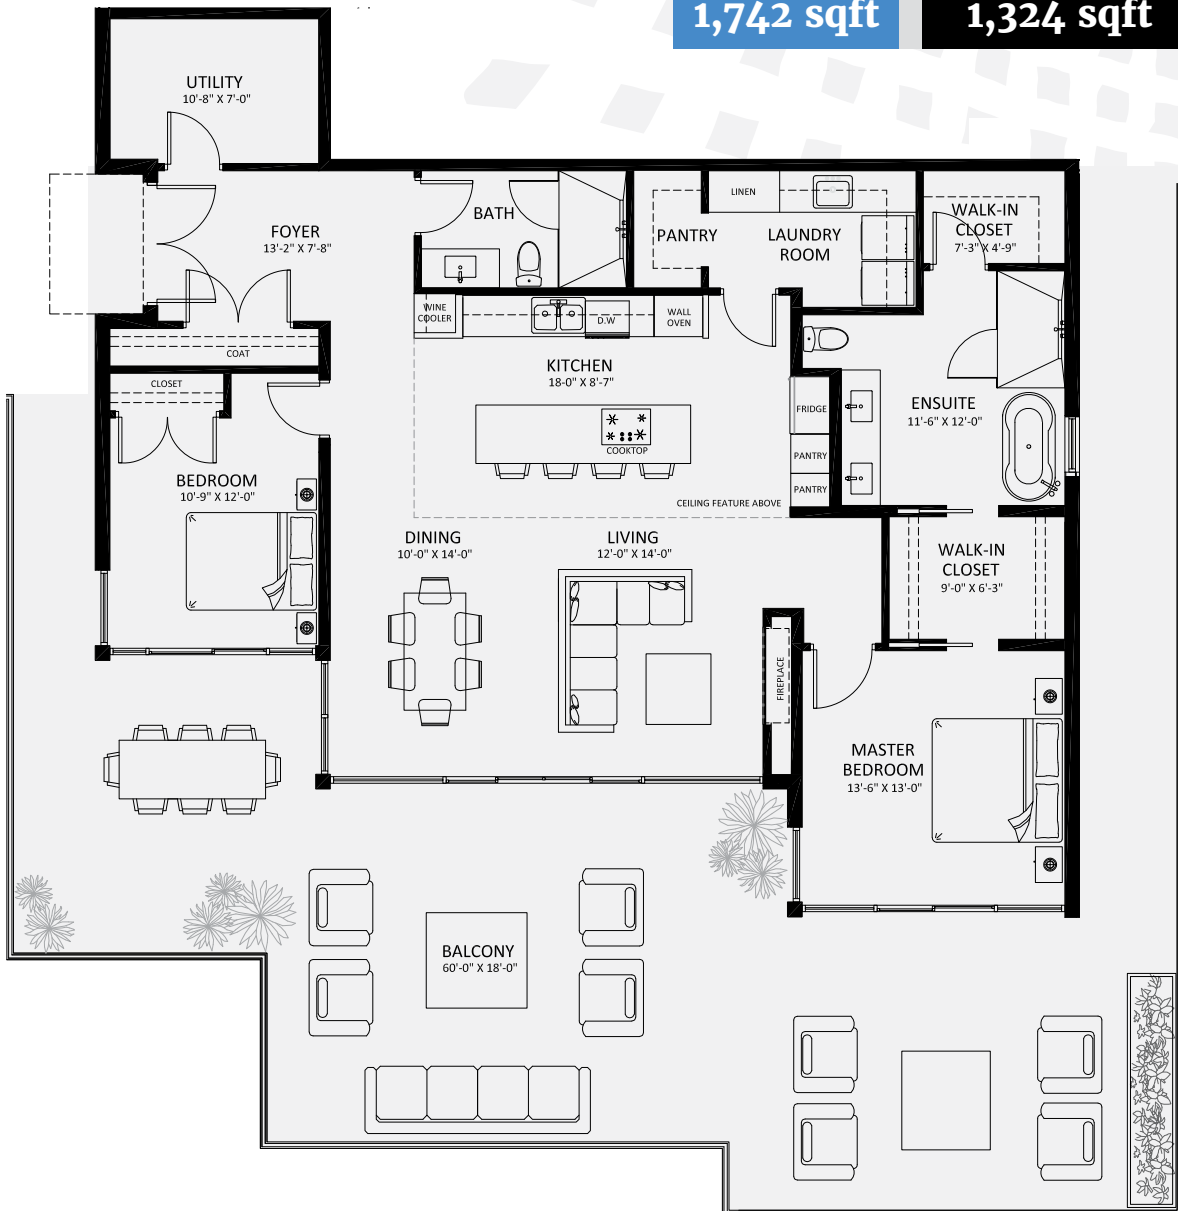 1,742 sqft
1,324 sqft
UTILITY
10'-8" X 7'-0"
FOYER
13'-2" X 7'-8"
BATH
PANTRY
LINEN
LAUNDRY
ROOM
WALK-IN
CLOSET
7'-3" X 4'-9"
WINE
COOLER
D.W
WALL
OVEN
COAT
CLOSET
KITCHEN
18-0" X 8'-7"
COOKTOP
FRIDGE
PANTRY
PANTRY
CEILING FEATURE ABOVE
ENSUITE
11'-6" X 12'-0"
BEDROOM
10'-9" X 12'-0"
DINING
10'-0" X 14'-0"
LIVING
12'-0" X 14'-0"
WALK-IN
CLOSET
9'-0" X 6'-3"
FIREPLACE
MASTER
BEDROOM
13'-6" X 13'-0"
BALCONY
60'-0" X 18'-0"